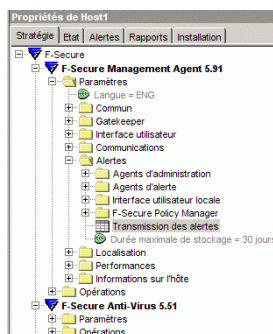 Propriétés de Host1
Stratégie Etat Alertes Rapports Installation
F-Secure
F-Secure Management Agent 5.91
Paramètres
Langue = ENG
Commun
Gatekeeper
Interface utilisateur
Communications
Alertes
Agents d'administration
Agents d'alerte
Interface utilisateur locale
F-Secure Policy Manager
Transmission des alertes
Durée maximale de stockage = 30 jours
Localisation
Performances
Informations sur l'hôte
Opérations
F-Secure Anti-Virus 5.51
Paramètres
Opérations